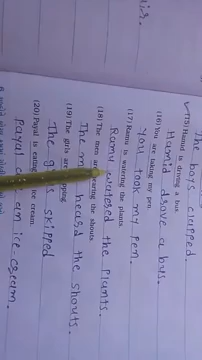 The boys clapped.
(15) Hamid is driving a bus.
Hamid drove a bus.
(16) You are taking my pen.
You took my pen.
(17) Ramu is watering the plants.
Ramu watered the plants.
(18) The men are hearing the shouts.
The men heard the shouts.
(19) The girls are skipping
The girls skipped
(20) Payal is eating ice cream.
Payal an ice cream.